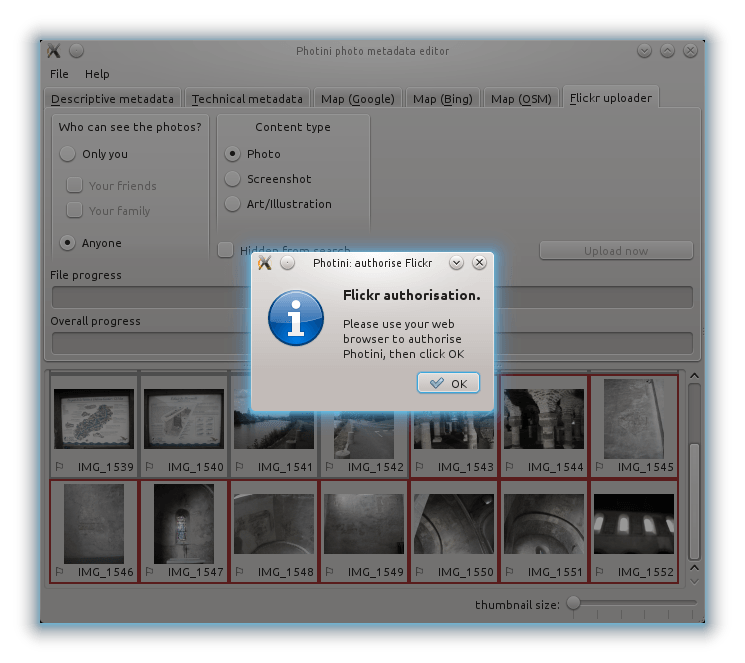 Photini photo metadata editor
File Help
Descriptive metadata Technical metadata Map (Google) Map (Bing) Map (OSM) Flickr uploader
Who can see the photos? Content type
Only you Photo
Your friends Screenshot
Your family Art/Illustration
Anyone
Hidden from search Upload now
File progress
Overall progress
Photini: authorise Flickr
Flickr authorisation.
Please use your web
browser to authorise
Photini, then click OK
OK
IMG_1539 IMG_1540 IMG_1541 IMG_1542 IMG_1543 IMG_1544 IMG_1545
IMG_1546 IMG_1547 IMG_1548 IMG_1549 IMG_1550 IMG_1551 IMG_1552
thumbnail size: